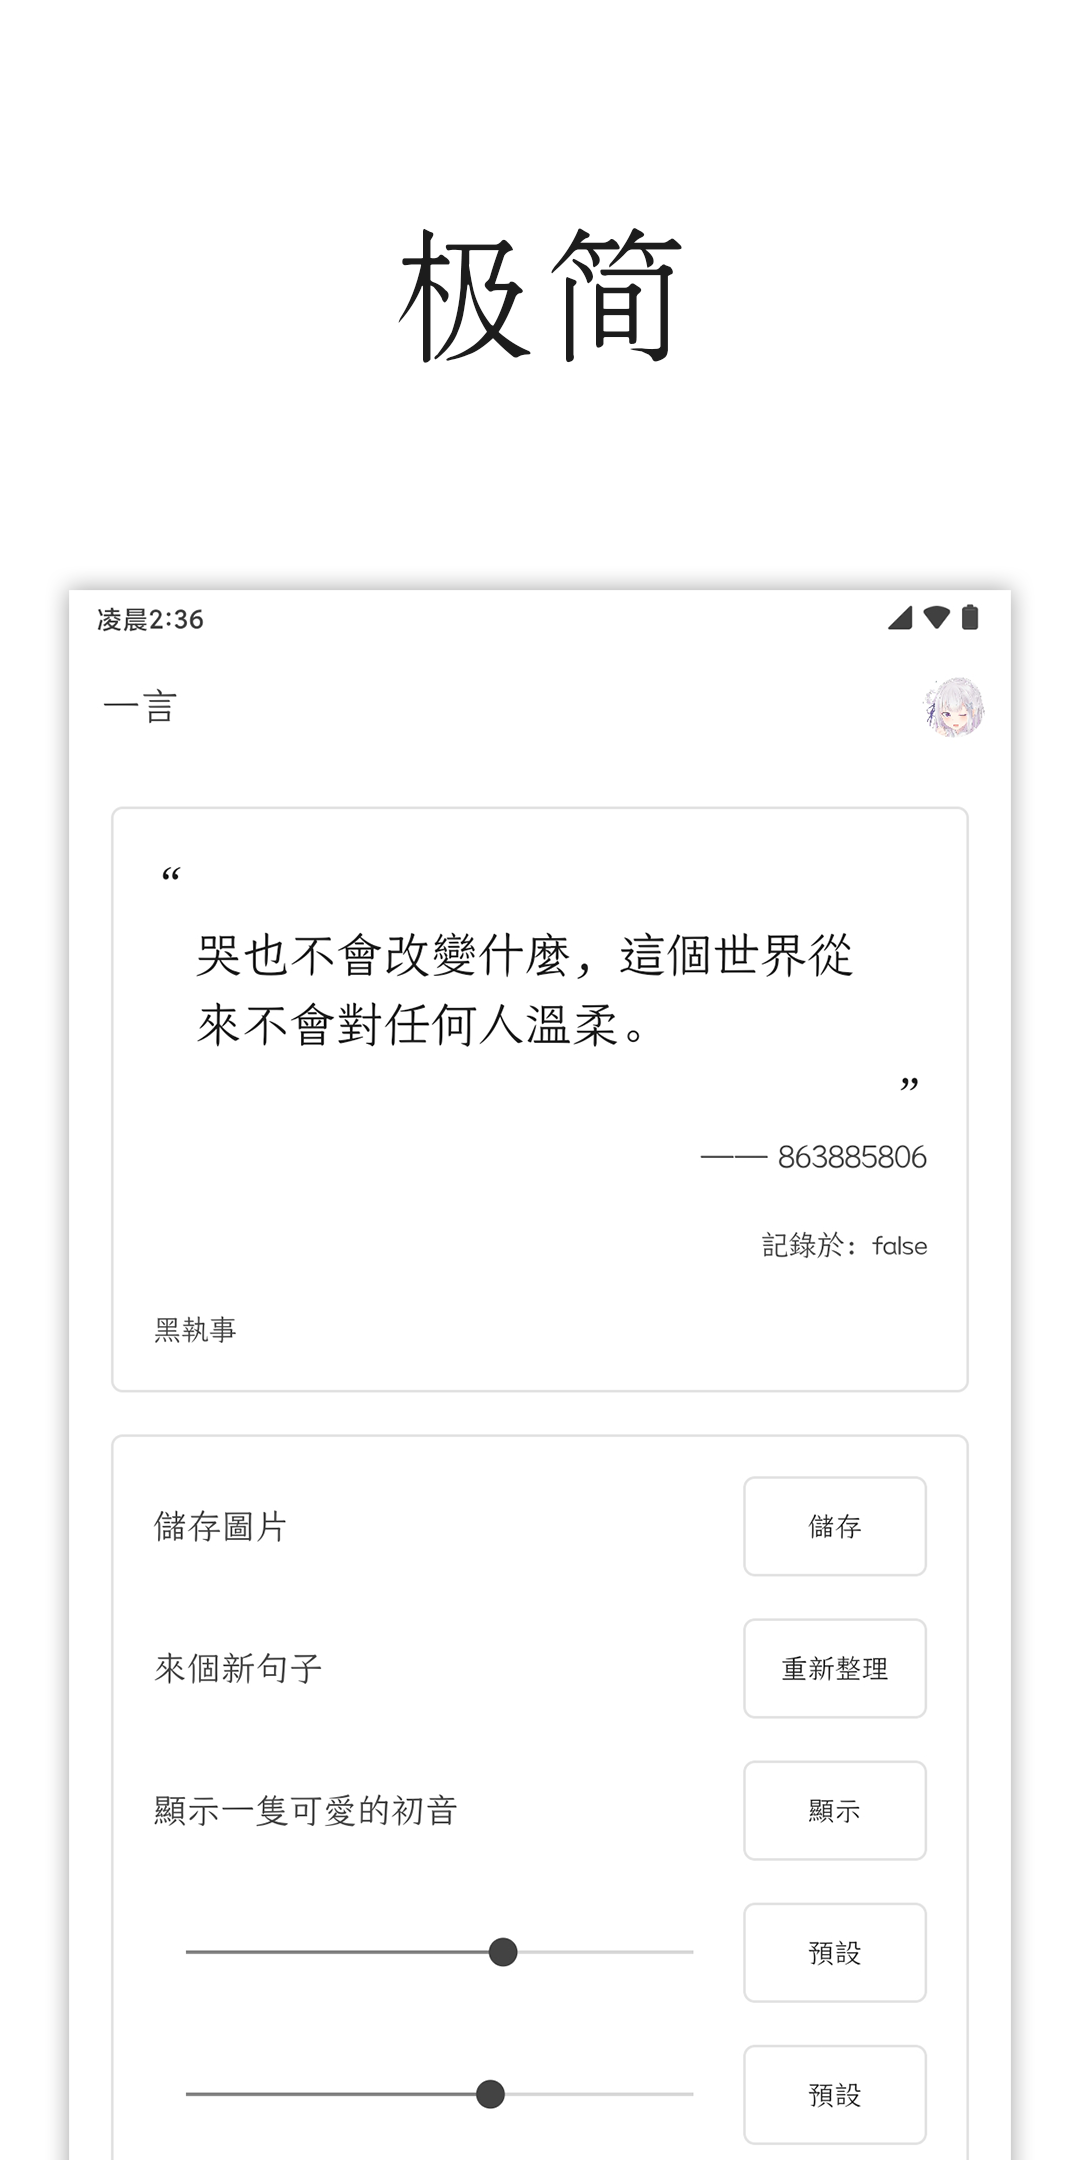 极简
凌晨2:36
一言
“
哭也不會改變什麼，這個世界從
來不會對任何人溫柔。
”
—— 863885806
記錄於：false
黑執事
儲存圖片
儲存
來個新句子
重新整理
顯示一隻可愛的初音
顯示
預設
預設